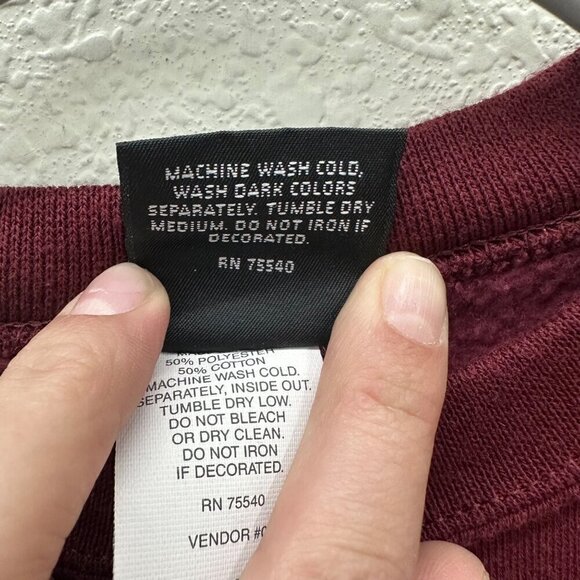 MACHINE WASH COLD,
WASH DARK COLORS
SEPARATELY. TUMBLE DRY
MEDIUM. DO NOT IRON IF
DECORATED.
RN 75540
50% POLYESTER
50% COTTON
MACHINE WASH COLD.
SEPARATELY, INSIDE OUT.
TUMBLE DRY LOW.
DO NOT BLEACH
OR DRY CLEAN.
DO NOT IRON
IF DECORATED.
RN 75540
VENDOR